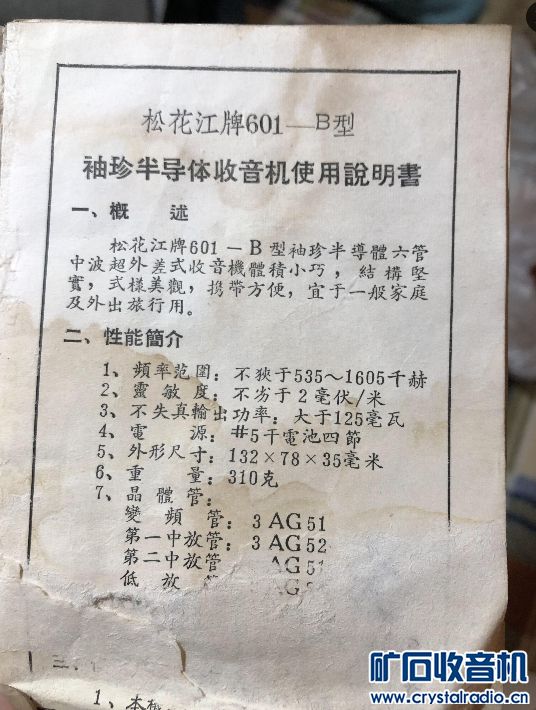 松花江牌601—B型
袖珍半导体收音机使用說明書
一、概 述
松花江牌601－B型袖珍半導體六管
中波超外差式收音機體積小巧，結構堅
實，式樣美觀，携帶方便，宜于一般家庭
及外出旅行用。
二、性能簡介
1、頻率范圍：不狹于535～1605千赫
2、靈敏度：不劣于2毫伏/米
3、不失真輸出功率：大于125毫瓦
4、電 源：#5干電池四節
5、外形尺寸：132×78×35毫米
6、重 量：310克
7、晶體管：
變頻管：3AG51
第一中放管：3AG52
第二中放管 AG51
低放 AG
三、
1、本機
矿石收音机
www.crystalradio.cn